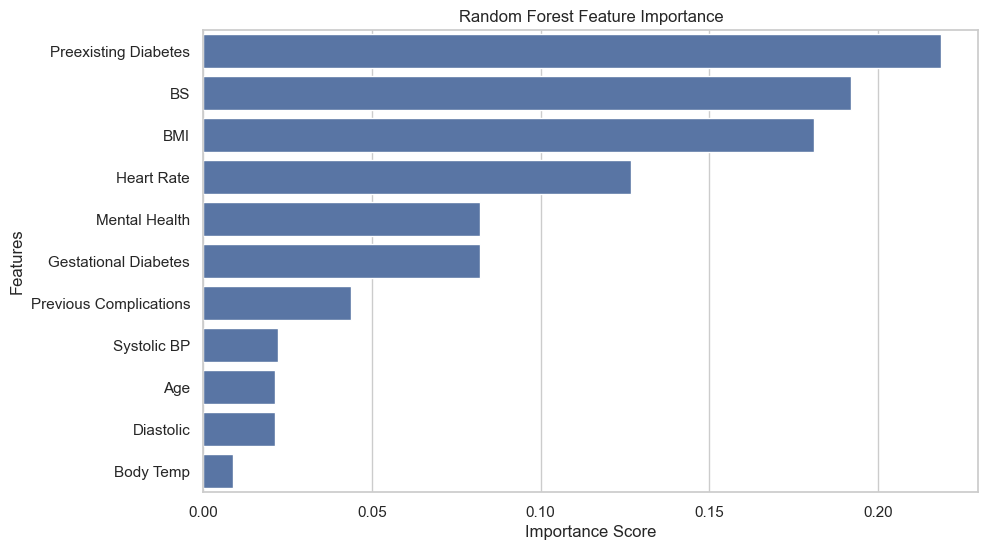 Random Forest Feature Importance
Features
Preexisting Diabetes
BS
BMI
Heart Rate
Mental Health
Gestational Diabetes
Previous Complications
Systolic BP
Age
Diastolic
Body Temp
0.00 0.05 0.10 0.15 0.20
Importance Score